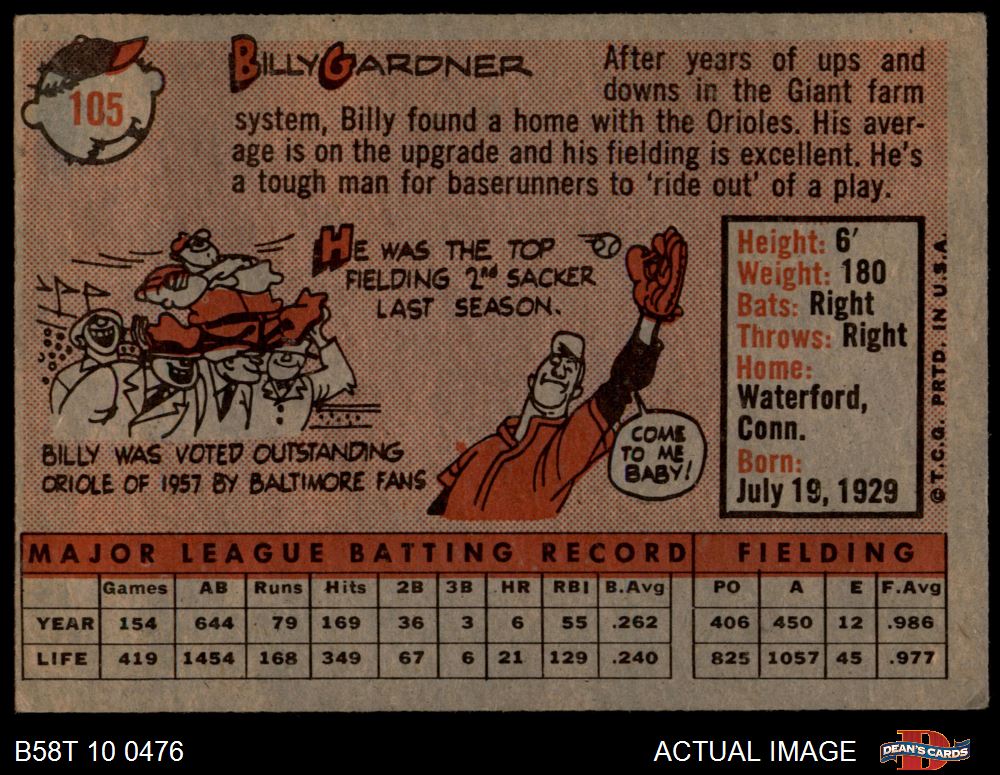 105
BILLY GARDNER
After years of ups and
downs in the Giant farm
system, Billy found a home with the Orioles. His aver-
age is on the upgrade and his fielding is excellent. He's
a tough man for baserunners to 'ride out' of a play.
HE WAS THE TOP
FIELDING 2nd SACKER
LAST SEASON.
BILLY WAS VOTED OUTSTANDING
ORIOLE OF 1957 BY BALTIMORE FANS
COME
TO ME
BABY!
Height: 6'
Weight: 180
Bats: Right
Throws: Right
Home:
Waterford,
Conn.
Born:
July 19, 1929
© T.C.G. PRTD. IN U.S.A.
MAJOR LEAGUE BATTING RECORD FIELDING
Games AB Runs Hits 2B 3B HR RBI B.Avg PO A E F.Avg
YEAR 154 644 79 169 36 3 6 55 .262 406 450 12 .986
LIFE 419 1454 168 349 67 6 21 129 .240 825 1057 45 .977
B58T 10 0476
ACTUAL IMAGE
DEAN'S CARDS